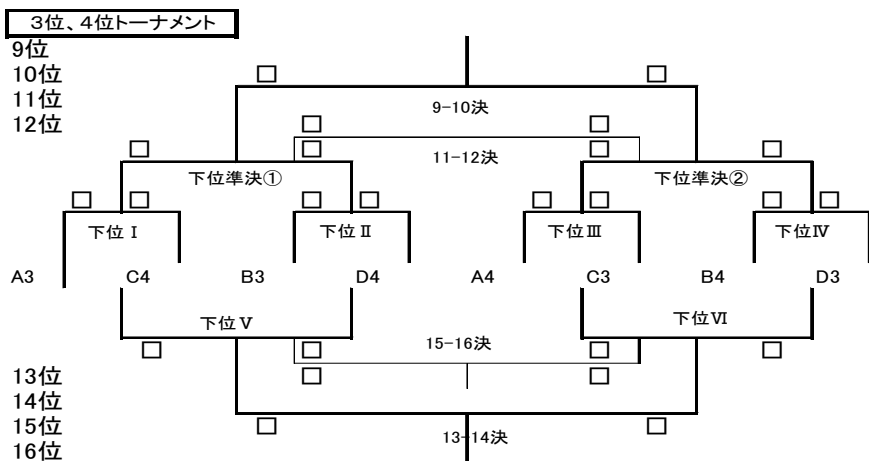 ３位、４位トーナメント
9位
10位
11位
12位
9-10決
11-12決
下位準決①
下位準決②
下位Ⅰ
下位Ⅱ
下位Ⅲ
下位Ⅳ
A3 C4 B3 D4 A4 C3 B4 D3
下位Ⅴ
下位Ⅵ
15-16決
13位
14位
15位
16位
13-14決